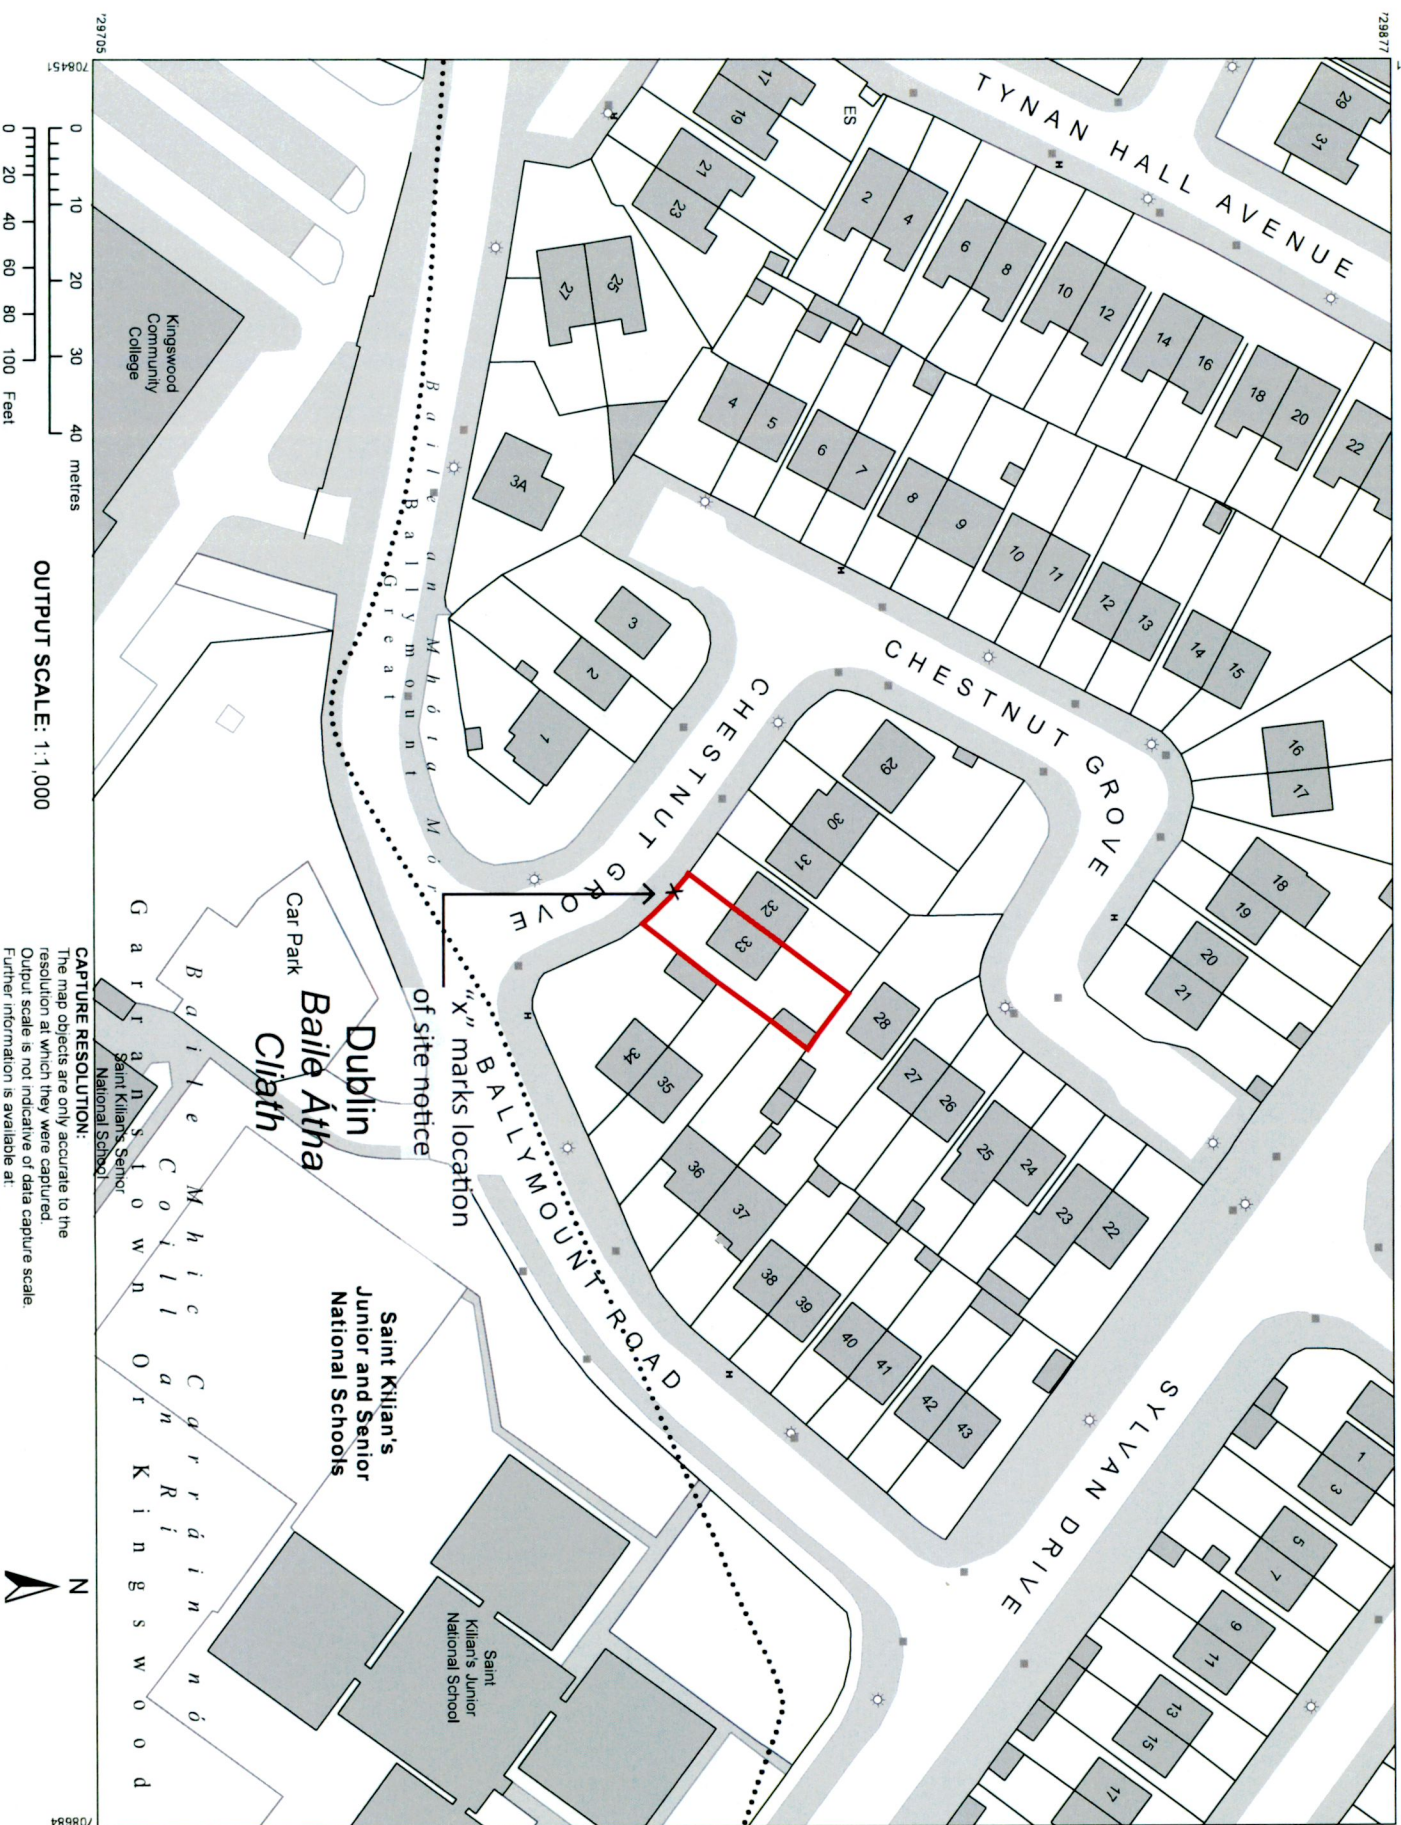 729705
729877
708451
708684
TYNAN HALL AVENUE
29
31
17
19
ES
21
23
2
4
6
8
10
12
14
16
18
20
22
25
27
4
5
6
7
8
9
10
11
12
13
14
15
16
17
18
19
20
21
3A
3
2
1
CHESTNUT GROVE
CHESTNUT GROVE
29
30
31
32
33
28
27
26
25
24
23
22
34
35
36
37
38
39
40
41
42
43
SYLVAN DRIVE
1
3
5
7
9
11
13
15
17
BALLYMOUNT ROAD
Baile an Mhóta Mór
Ballymount
Great
Kingswood
Community
College
Car Park
Dublin
Baile Átha
Cliath
"x" marks location
of site notice
X
Saint Kilian's Senior
National School
Saint Kilian's
Junior and Senior
National Schools
Saint
Kilian's Junior
National School
Baile Mhic Carráin nó
Coill an Rí
Garranstown Or Kingswood
0 10 20 30 40 metres
0 20 40 60 80 100 Feet
OUTPUT SCALE: 1:1,000
CAPTURE RESOLUTION:
The map objects are only accurate to the
resolution at which they were captured.
Output scale is not indicative of data capture scale.
Further information is available at:
N